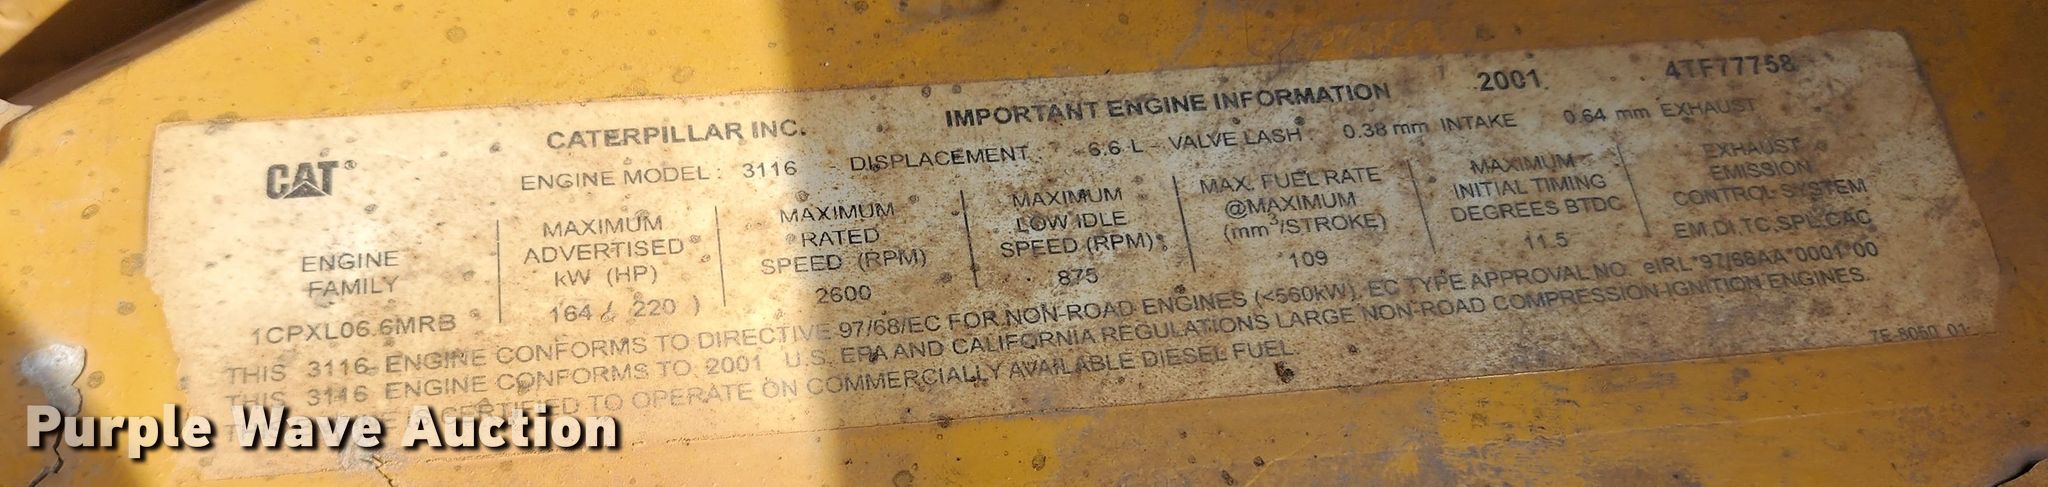 CAT®
CATERPILLAR INC. IMPORTANT ENGINE INFORMATION 2001 4TF77758
ENGINE MODEL: 3116 DISPLACEMENT: 6.6 L VALVE LASH: 0.38 mm INTAKE 0.64 mm EXHAUST
ENGINE
FAMILY
1CPXL06.6MRB
MAXIMUM
ADVERTISED
kW (HP)
164 ( 220 )
MAXIMUM
RATED
SPEED (RPM)
2600
MAXIMUM
LOW IDLE
SPEED (RPM)
875
MAX. FUEL RATE
@MAXIMUM
(mm³/STROKE)
109
MAXIMUM
INITIAL TIMING
DEGREES BTDC
11.5
EXHAUST
EMISSION
CONTROL SYSTEM
EM,DI,TC,SPL,CAC
THIS 3116 ENGINE CONFORMS TO DIRECTIVE 97/68/EC FOR NON-ROAD ENGINES (<560kW). EC TYPE APPROVAL NO. eIRL*97/68AA*0001*00
THIS 3116 ENGINE CONFORMS TO 2001 U.S. EPA AND CALIFORNIA REGULATIONS LARGE NON-ROAD COMPRESSION-IGNITION ENGINES.
CERTIFIED TO OPERATE ON COMMERCIALLY AVAILABLE DIESEL FUEL.
7E-6050 01
Purple Wave Auction